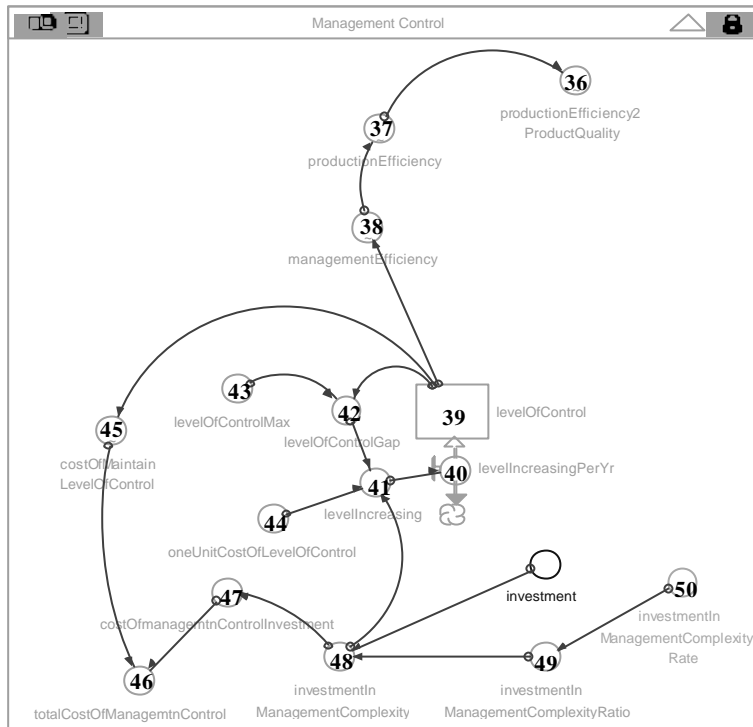 Management Control
36
productionEfficiency2
ProductQuality
37
productionEfficiency
38
managementEfficiency
43
levelOfControlMax
42
levelOfControlGap
39
levelOfControl
45
costOfMaintain
LevelOfControl
41
levelIncreasing
40
levelIncreasingPerYr
44
oneUnitCostOfLevelOfControl
47
costOfmanagemtnControlInvestment
investment
50
investmentIn
ManagementComplexity
Rate
46
totalCostOfManagemtnControl
48
investmentIn
ManagementComplexity
49
investmentIn
ManagementComplexityRatio